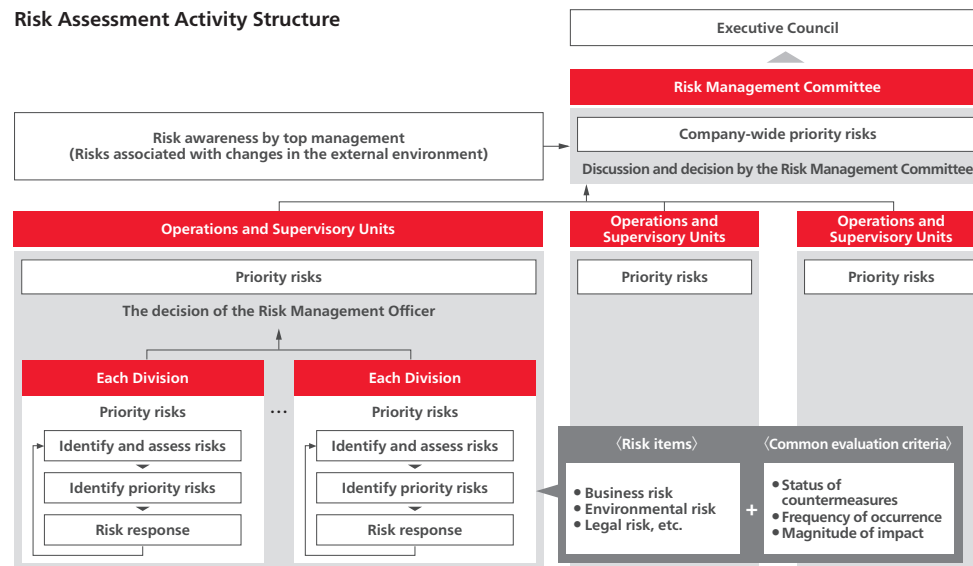 Risk Assessment Activity Structure
Executive Council
Risk Management Committee
Risk awareness by top management
(Risks associated with changes in the external environment)
Company-wide priority risks
Discussion and decision by the Risk Management Committee
Operations and Supervisory Units
Priority risks
The decision of the Risk Management Officer
Each Division
Priority risks
Identify and assess risks
Identify priority risks
Risk response
...
Each Division
Priority risks
Identify and assess risks
Identify priority risks
Risk response
Operations and
Supervisory Units
Priority risks
Operations and
Supervisory Units
Priority risks
〈Risk items〉
• Business risk
• Environmental risk
• Legal risk, etc.
+
〈Common evaluation criteria〉
• Status of
countermeasures
• Frequency of occurrence
• Magnitude of impact